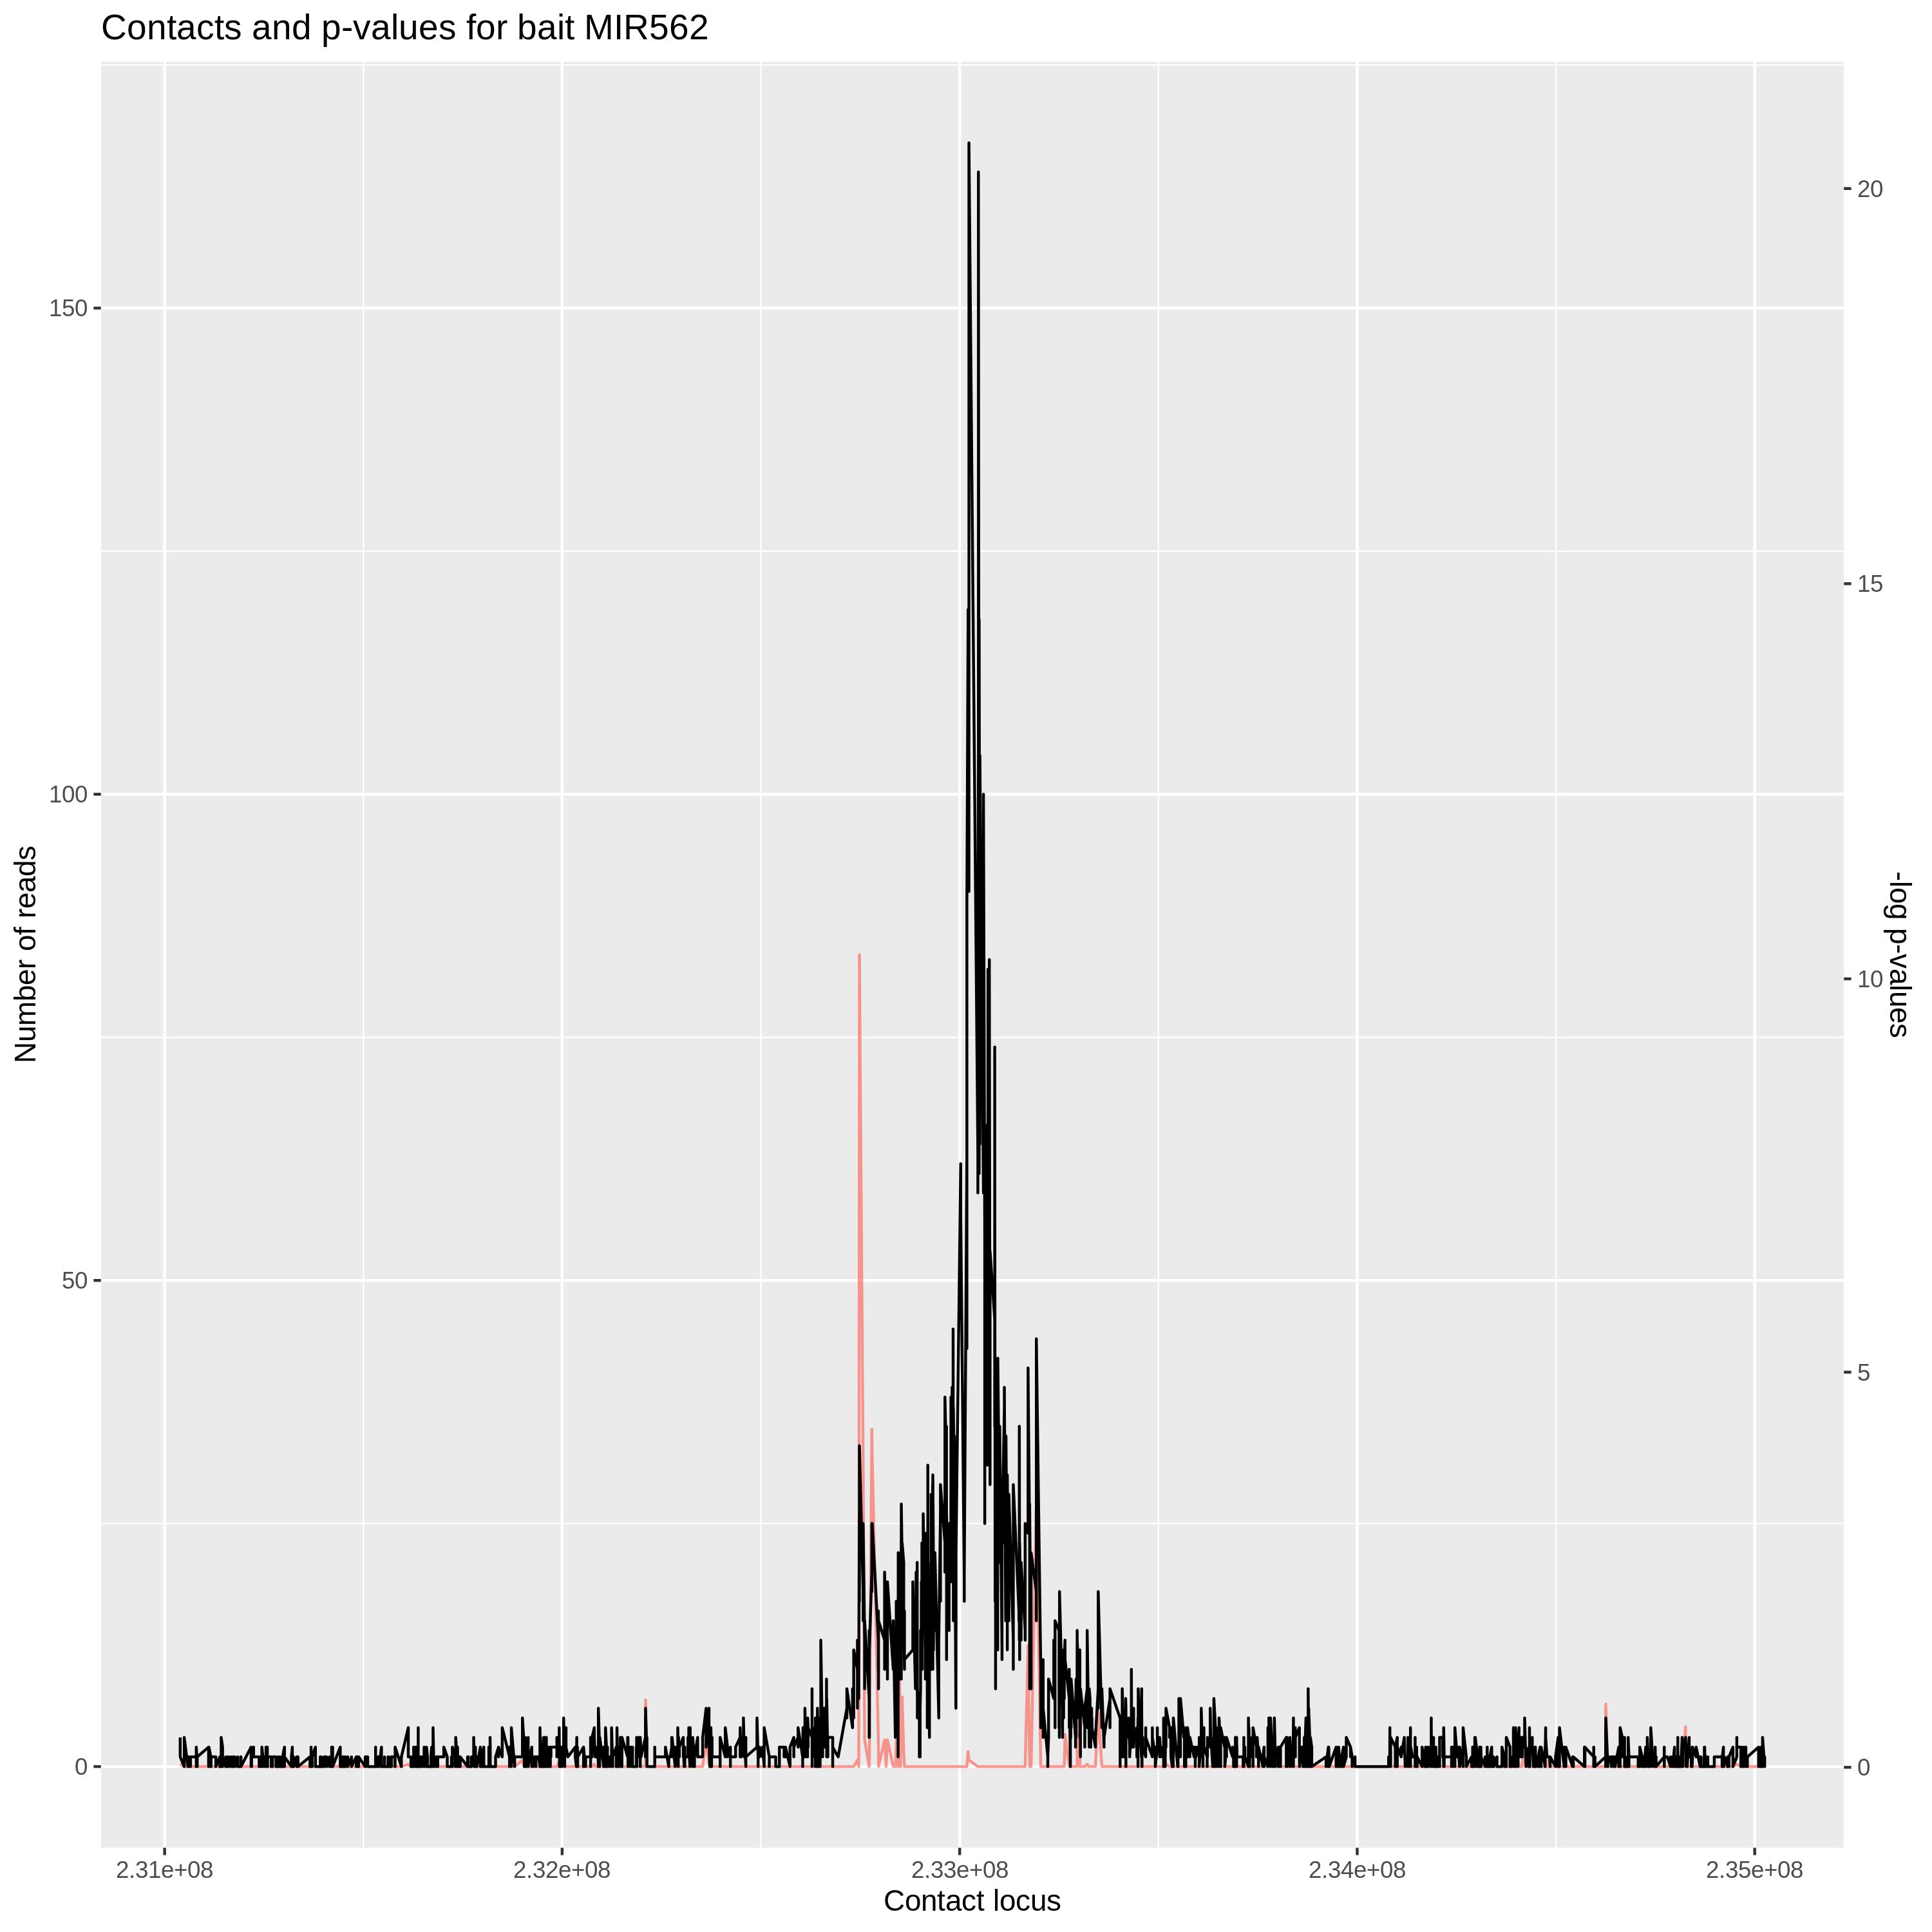 Contacts and p-values for bait MIR562
150
100
50
0
Number of reads
20
15
10
5
0
-log p-values
2.31e+08
2.32e+08
2.33e+08
2.34e+08
2.35e+08
Contact locus